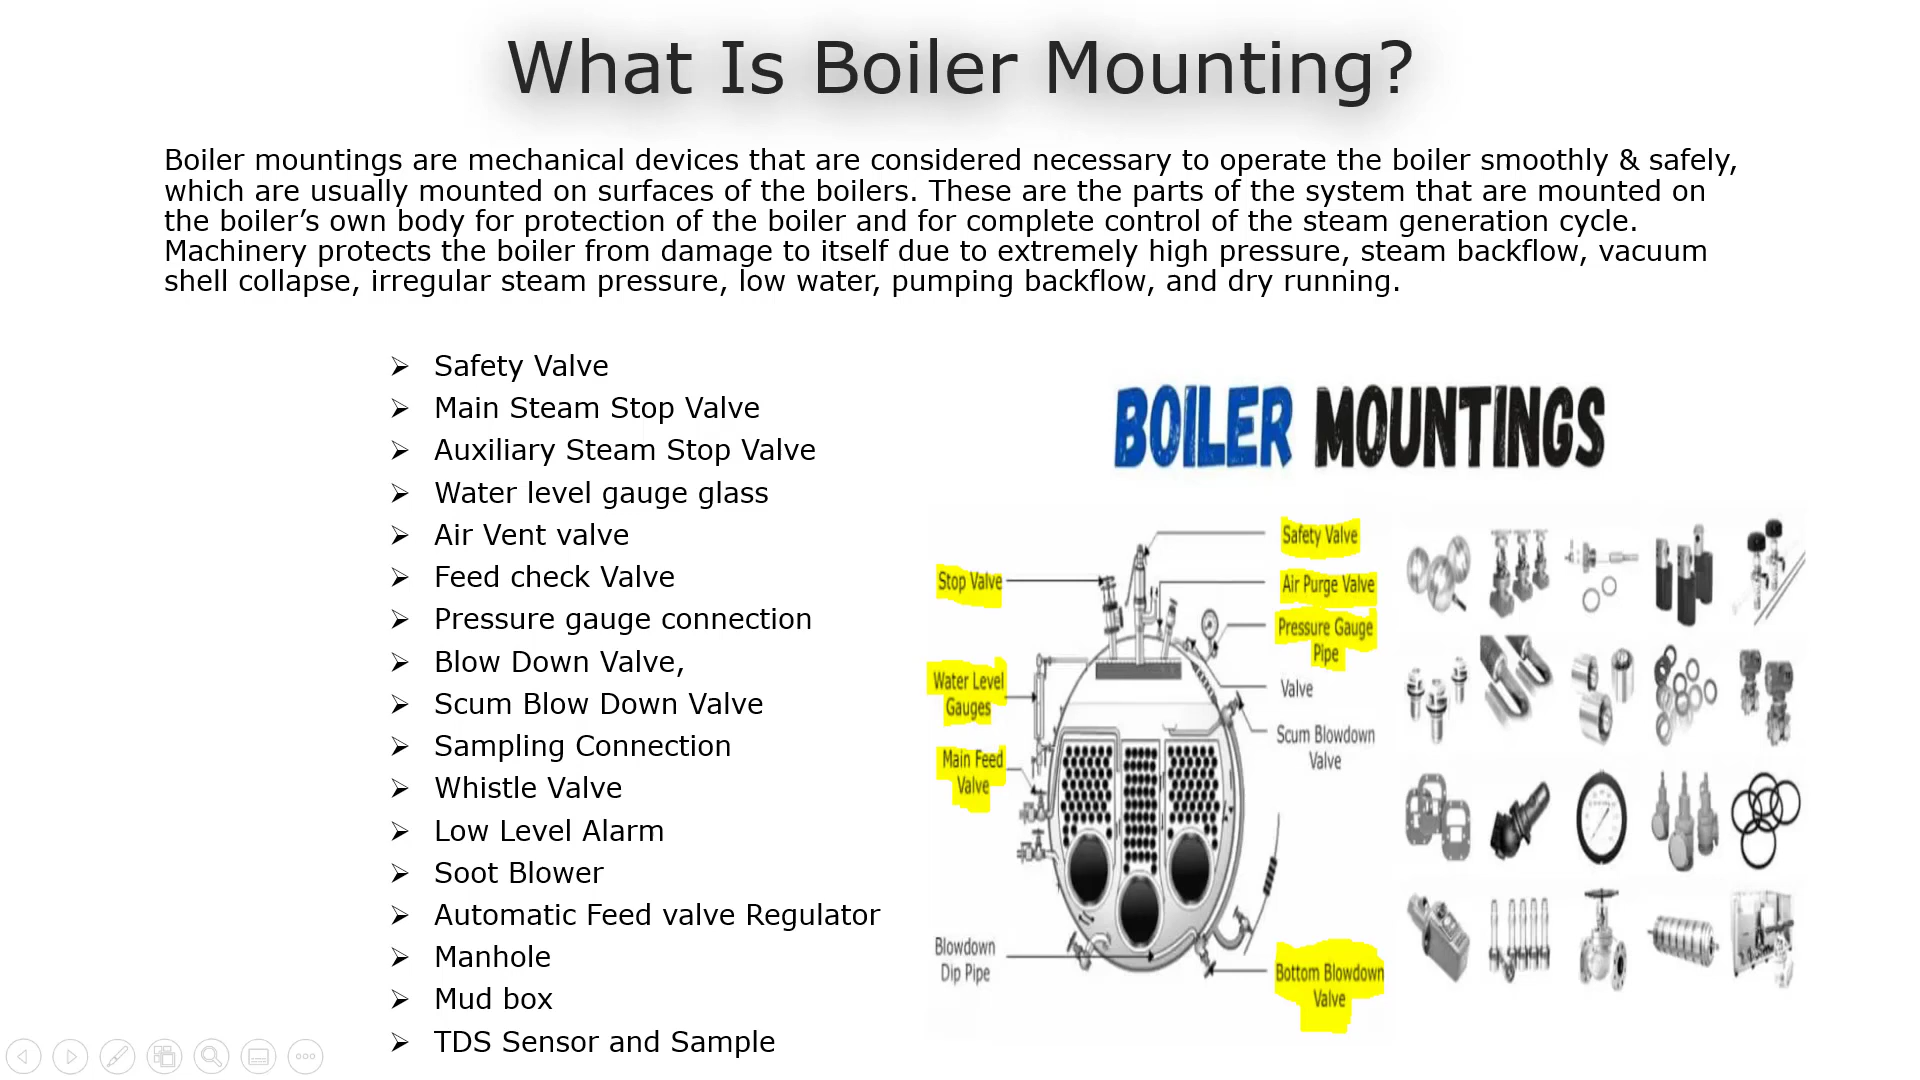 What Is Boiler Mounting?
Boiler mountings are mechanical devices that are considered necessary to operate the boiler smoothly & safely,
which are usually mounted on surfaces of the boilers. These are the parts of the system that are mounted on
the boiler’s own body for protection of the boiler and for complete control of the steam generation cycle.
Machinery protects the boiler from damage to itself due to extremely high pressure, steam backflow, vacuum
shell collapse, irregular steam pressure, low water, pumping backflow, and dry running.
Safety Valve
Main Steam Stop Valve
Auxiliary Steam Stop Valve
Water level gauge glass
Air Vent valve
Feed check Valve
Pressure gauge connection
Blow Down Valve,
Scum Blow Down Valve
Sampling Connection
Whistle Valve
Low Level Alarm
Soot Blower
Automatic Feed valve Regulator
Manhole
Mud box
TDS Sensor and Sample
BOILER MOUNTINGS
Stop Valve
Water Level
Gauges
Main Feed
Valve
Blowdown
Dip Pipe
Safety Valve
Air Purge Valve
Pressure Gauge
Pipe
Valve
Scum Blowdown
Valve
Bottom Blowdown
Valve